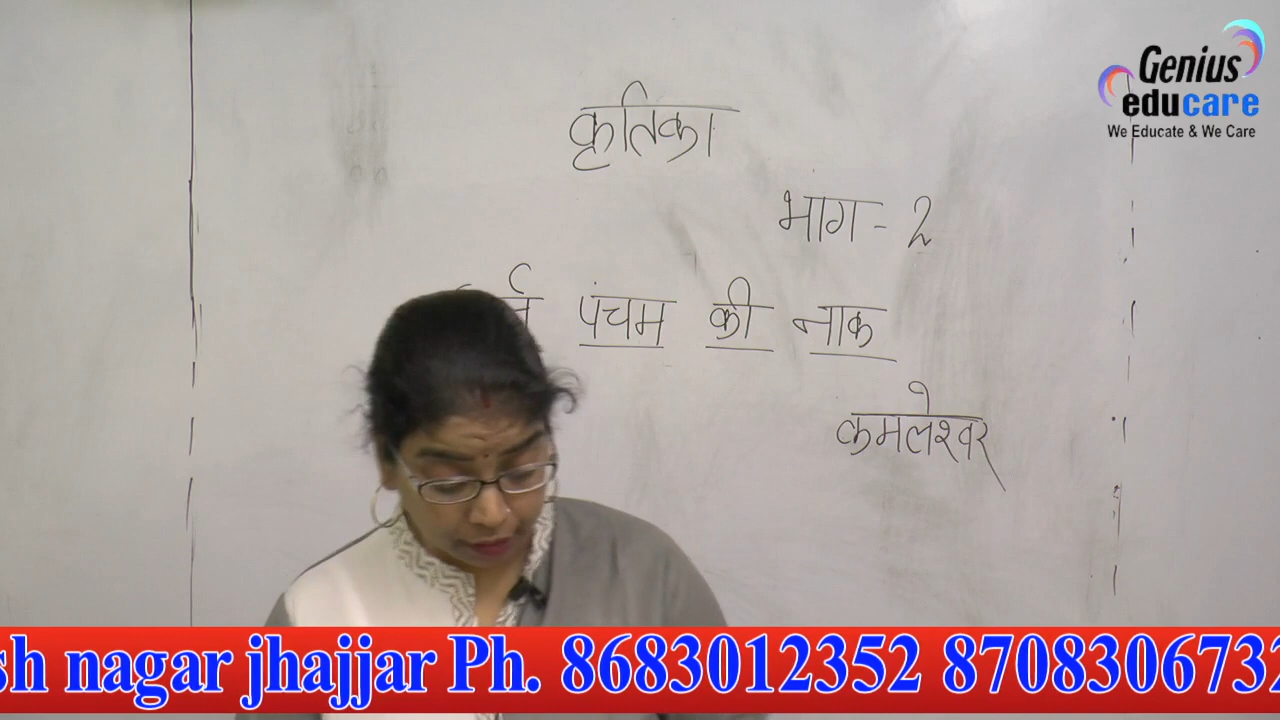 Genius
educare
We Educate & We Care
कृतिका
भाग - 2
पंचम की नाक
कमलेश्वर
sh nagar jhajjar Ph. 8683012352 870830673